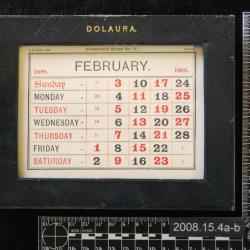 DOLAURA.
FEBRUARY.
1929. 1929.
Sunday - 3 10 17 24
MONDAY - 4 11 18 25
TUESDAY - 5 12 19 26
WEDNESDAY - 6 13 20 27
THURSDAY - 7 14 21 28
FRIDAY 1 8 15 22 -
SATURDAY 2 9 16 23 -
2008.15.4a-b